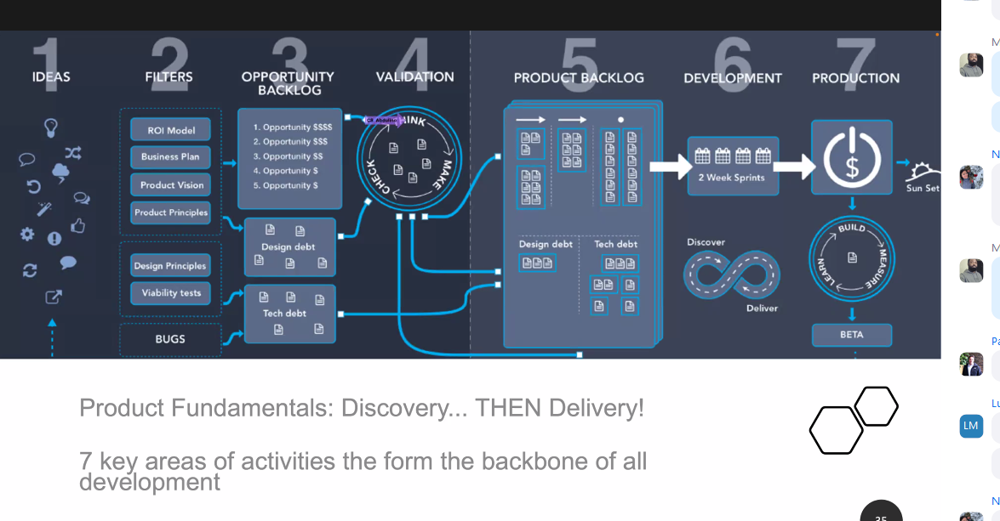 1
2
3
4
5
6
7
IDEAS
FILTERS
OPPORTUNITY
BACKLOG
VALIDATION
PRODUCT BACKLOG
DEVELOPMENT
PRODUCTION
ROI Model
Business Plan
Product Vision
Product Principles
Design Principles
Viability tests
BUGS
1. Opportunity $$$$
2. Opportunity $$$
3. Opportunity $$
4. Opportunity $
5. Opportunity $
Design debt
Tech debt
MAKE
CHECK
Design debt
Tech debt
2 Week Sprints
Discover
Deliver
$
Sun Set
BUILD
MEASURE
LEARN
BETA
Product Fundamentals: Discovery... THEN Delivery!
7 key areas of activities the form the backbone of all
development
35
M
N
M
Pa
Lu
LM
N